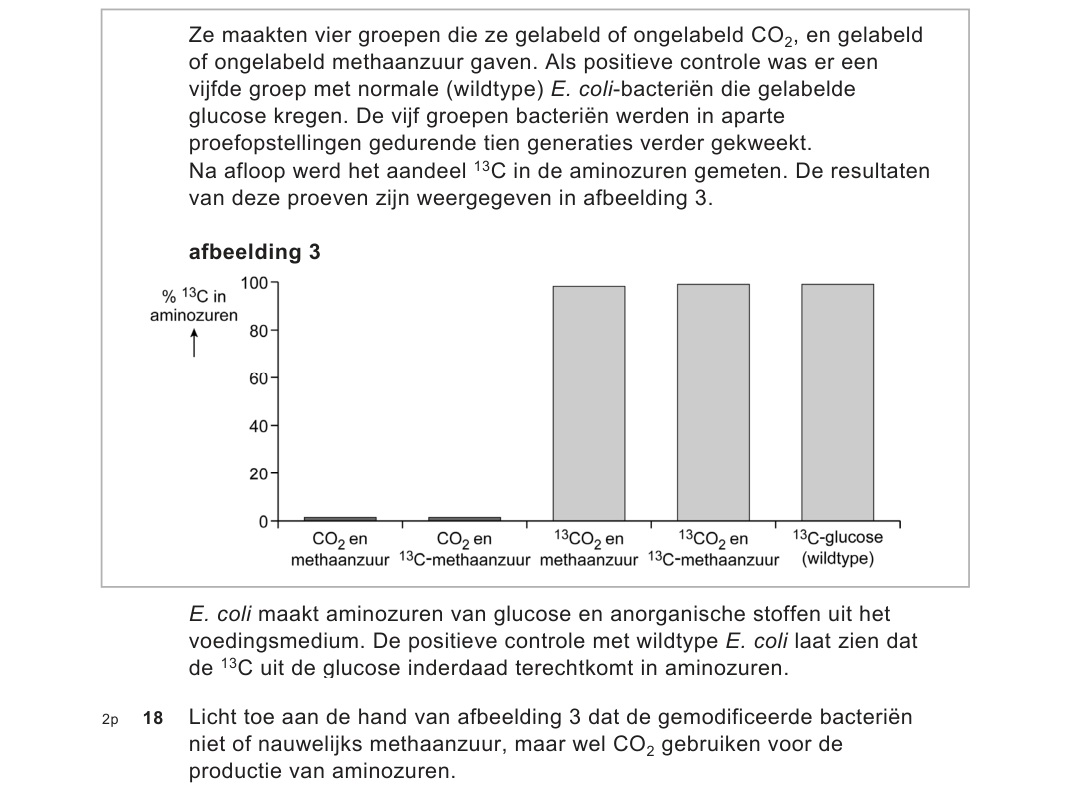 Ze maakten vier groepen die ze gelabeld of ongelabeld CO₂, en gelabeld
of ongelabeld methaanzuur gaven. Als positieve controle was er een
vijfde groep met normale (wildtype) E. coli-bacteriën die gelabelde
glucose kregen. De vijf groepen bacteriën werden in aparte
proefopstellingen gedurende tien generaties verder gekweekt.
Na afloop werd het aandeel ¹³C in de aminozuren gemeten. De resultaten
van deze proeven zijn weergegeven in afbeelding 3.
afbeelding 3
% ¹³C in
aminozuren
100
80
60
40
20
0
CO₂ en
methaanzuur
CO₂ en
¹³C-methaanzuur
¹³CO₂ en
methaanzuur
¹³CO₂ en
¹³C-methaanzuur
¹³C-glucose
(wildtype)
E. coli maakt aminozuren van glucose en anorganische stoffen uit het
voedingsmedium. De positieve controle met wildtype E. coli laat zien dat
de ¹³C uit de glucose inderdaad terechtkomt in aminozuren.
2p 18 Licht toe aan de hand van afbeelding 3 dat de gemodificeerde bacteriën
niet of nauwelijks methaanzuur, maar wel CO₂ gebruiken voor de
productie van aminozuren.